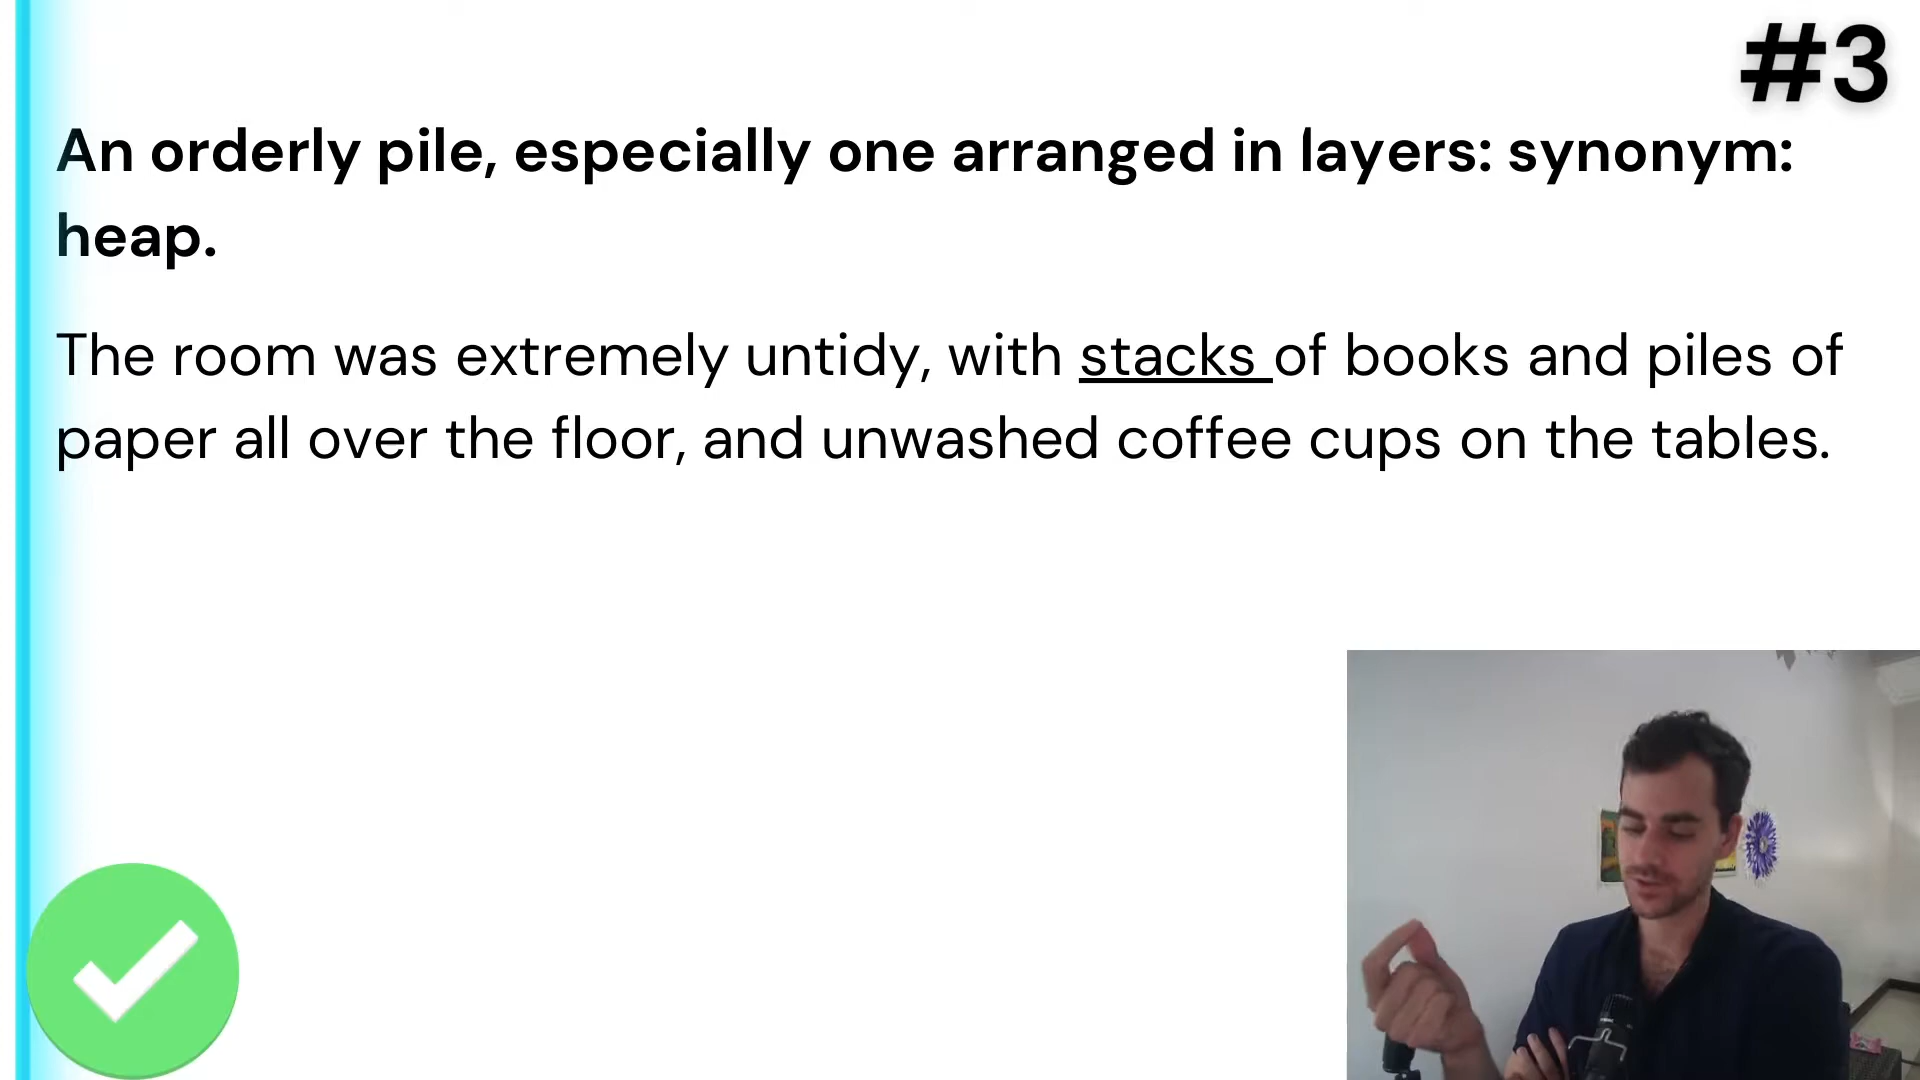 #3
An orderly pile, especially one arranged in layers: synonym:
heap.
The room was extremely untidy, with stacks of books and piles of
paper all over the floor, and unwashed coffee cups on the tables.